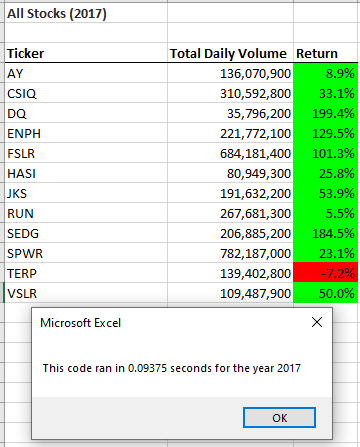 All Stocks (2017)
Ticker Total Daily Volume Return
AY 136,070,900 8.9%
CSIQ 310,592,800 33.1%
DQ 35,796,200 199.4%
ENPH 221,772,100 129.5%
FSLR 684,181,400 101.3%
HASI 80,949,300 25.8%
JKS 191,632,200 53.9%
RUN 267,681,300 5.5%
SEDG 206,885,200 184.5%
SPWR 782,187,000 23.1%
TERP 139,402,800 -7.2%
VSLR 109,487,900 50.0%
Microsoft Excel
This code ran in 0.09375 seconds for the year 2017
OK